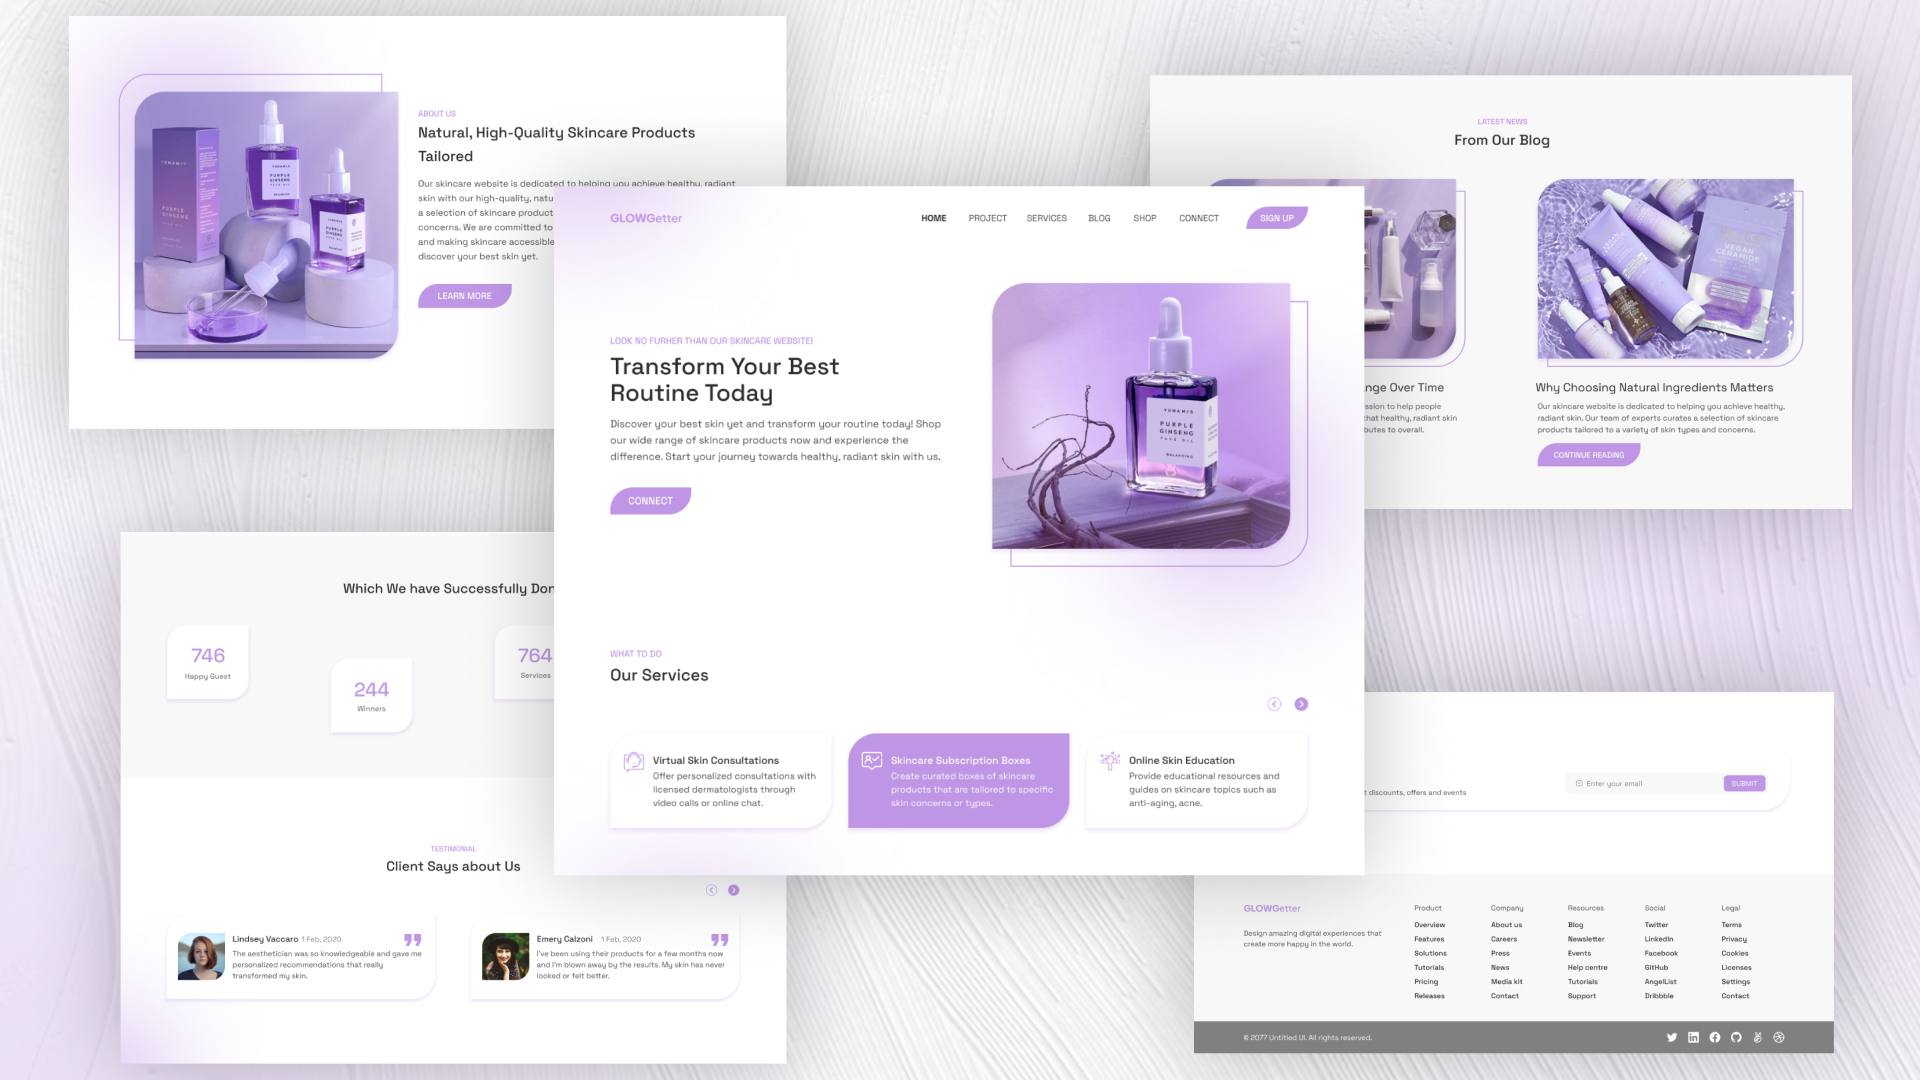 ABOUT US
Natural, High-Quality Skincare Products
Tailored
Our skincare website is dedicated to helping you achieve healthy, radiant
skin with our high-quality, natu
a selection of skincare product
concerns. We are committed to
and making skincare accessible
discover your best skin yet.
LEARN MORE
YUNAMIS
PURPLE
GINSENG
YUNAMIS
PURPLE
GINSENG
FACE OIL
YUNAMIS
PURPLE
GINSENG
LATEST NEWS
From Our Blog
nge Over Time
ssion to help people
hat healthy, radiant skin
butes to overall.
VEGAN
CERAMIDE
Why Choosing Natural Ingredients Matters
Our skincare website is dedicated to helping you achieve healthy,
radiant skin. Our team of experts curates a selection of skincare
products tailored to a variety of skin types and concerns.
CONTINUE READING
GLOWGetter
HOME PROJECT SERVICES BLOG SHOP CONNECT SIGN UP
LOOK NO FURHER THAN OUR SKINCARE WEBSITE!
Transform Your Best
Routine Today
Discover your best skin yet and transform your routine today! Shop
our wide range of skincare products now and experience the
difference. Start your journey towards healthy, radiant skin with us.
CONNECT
YUNAMIS
PURPLE
GINSENG
FACE OIL
BALANCING
WHAT TO DO
Our Services
Virtual Skin Consultations
Offer personalized consultations with
licensed dermatologists through
video calls or online chat.
Skincare Subscription Boxes
Create curated boxes of skincare
products that are tailored to specific
skin concerns or types.
Online Skin Education
Provide educational resources and
guides on skincare topics such as
anti-aging, acne.
Which We have Successfully Don
746
Happy Guest
244
Winners
764
Services
TESTIMONIAL
Client Says about Us
Lindsey Vaccaro 1 Feb, 2020
The aesthetician was so knowledgeable and gave me
personalized recommendations that really
transformed my skin.
Emery Calzoni 1 Feb, 2020
I've been using their products for a few months now
and I'm blown away by the results. My skin has never
looked or felt better.
t discounts, offers and events
Enter your email
SUBMIT
GLOWGetter
Design amazing digital experiences that
create more happy in the world.
Product
Overview
Features
Solutions
Tutorials
Pricing
Releases
Company
About us
Careers
Press
News
Media kit
Contact
Resources
Blog
Newsletter
Events
Help centre
Tutorials
Support
Social
Twitter
LinkedIn
Facebook
GitHub
AngelList
Dribbble
Legal
Terms
Privacy
Cookies
Licenses
Settings
Contact
© 2077 Untitled UI. All rights reserved.